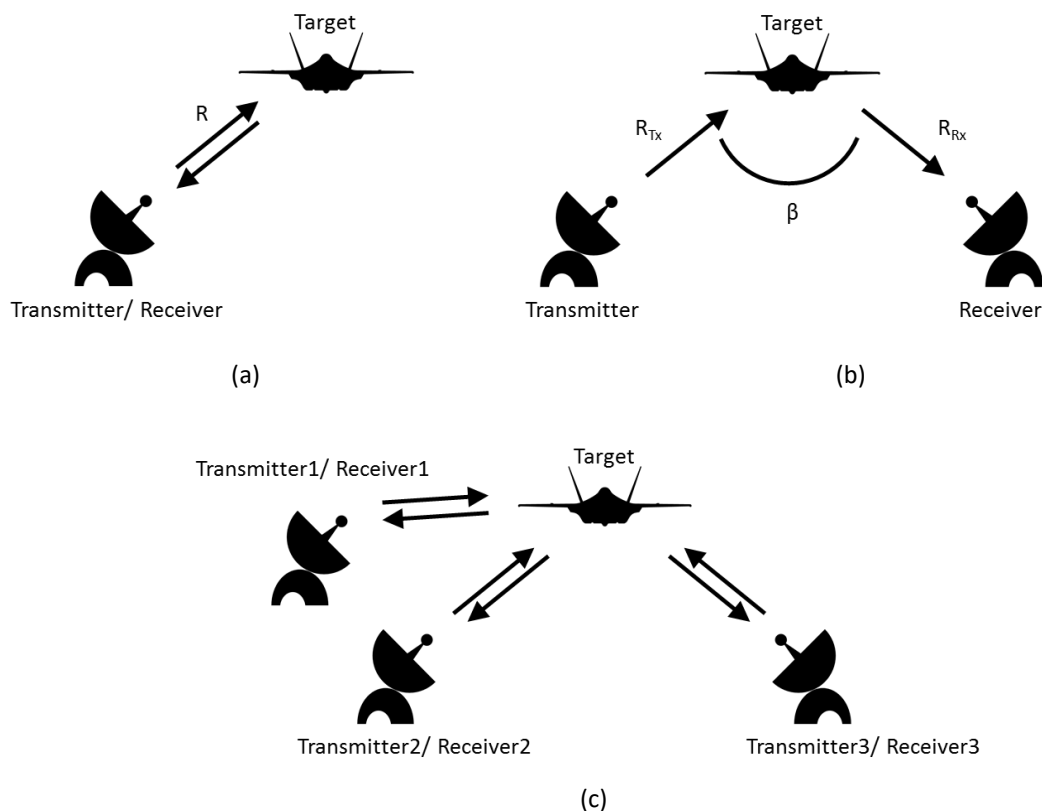 Target
R
Transmitter/ Receiver
(a)
Target
R_Tx
R_Rx
β
Transmitter
Receiver
(b)
Transmitter1/ Receiver1
Target
Transmitter2/ Receiver2
Transmitter3/ Receiver3
(c)